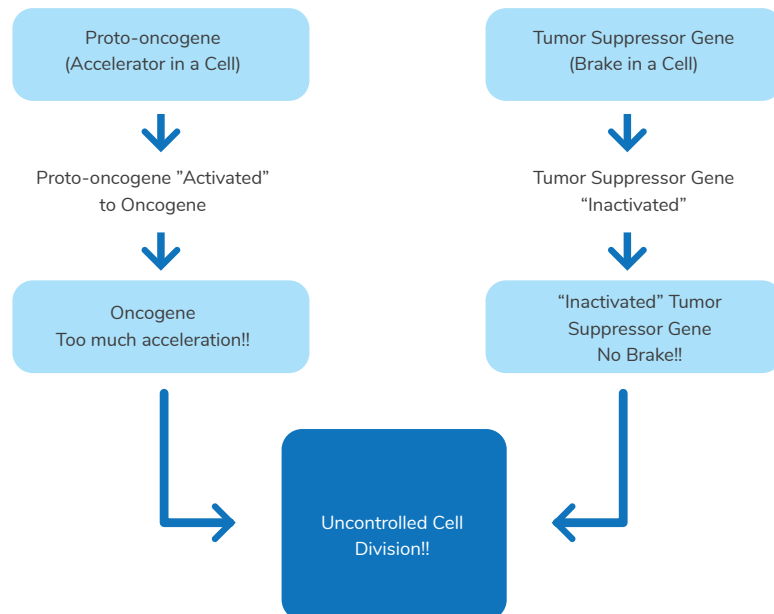 Proto-oncogene
(Accelerator in a Cell)
Proto-oncogene ”Activated”
to Oncogene
Oncogene
Too much acceleration!!
Tumor Suppressor Gene
(Brake in a Cell)
Tumor Suppressor Gene
“Inactivated”
“Inactivated” Tumor
Suppressor Gene
No Brake!!
Uncontrolled Cell
Division!!